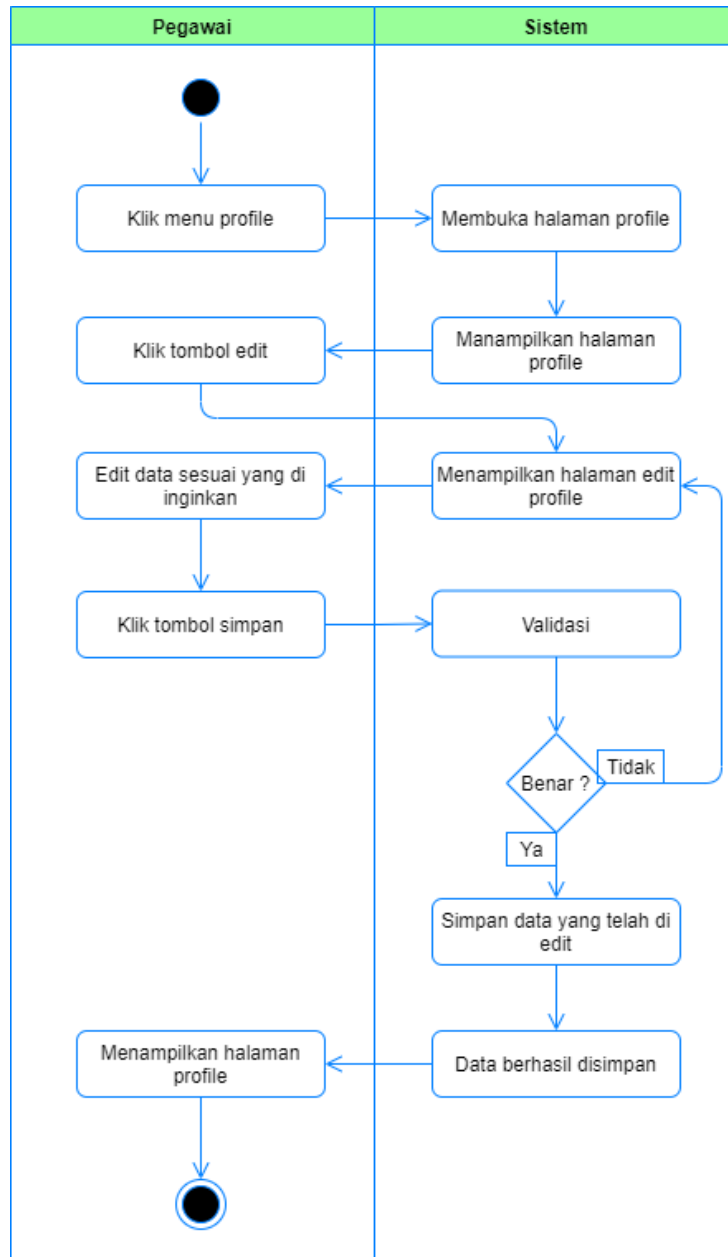 Pegawai
Sistem
Klik menu profile
Membuka halaman profile
Manampilkan halaman
profile
Klik tombol edit
Menampilkan halaman edit
profile
Edit data sesuai yang di
inginkan
Klik tombol simpan
Validasi
Benar ?
Tidak
Ya
Simpan data yang telah di
edit
Data berhasil disimpan
Menampilkan halaman
profile